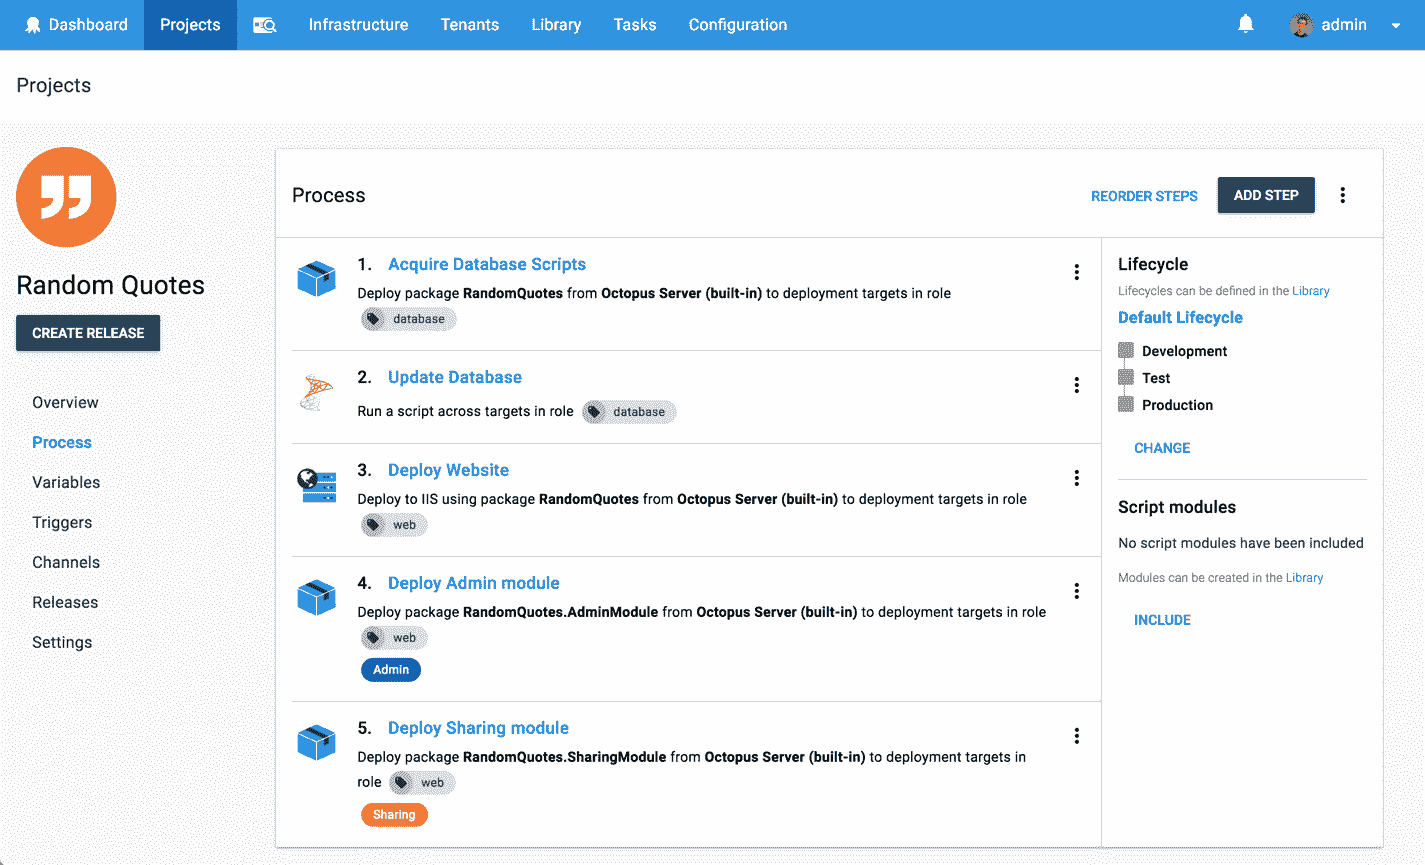 Dashboard Projects Infrastructure Tenants Library Tasks Configuration admin
Projects
Random Quotes
CREATE RELEASE
Overview
Process
Variables
Triggers
Channels
Releases
Settings
Process REORDER STEPS ADD STEP
1. Acquire Database Scripts
Deploy package RandomQuotes from Octopus Server (built-in) to deployment targets in role
database
2. Update Database
Run a script across targets in role database
3. Deploy Website
Deploy to IIS using package RandomQuotes from Octopus Server (built-in) to deployment targets in role
web
4. Deploy Admin module
Deploy package RandomQuotes.AdminModule from Octopus Server (built-in) to deployment targets in role
web
Admin
5. Deploy Sharing module
Deploy package RandomQuotes.SharingModule from Octopus Server (built-in) to deployment targets in
role web
Sharing
Lifecycle
Lifecycles can be defined in the Library
Default Lifecycle
Development
Test
Production
CHANGE
Script modules
No script modules have been included
Modules can be created in the Library
INCLUDE